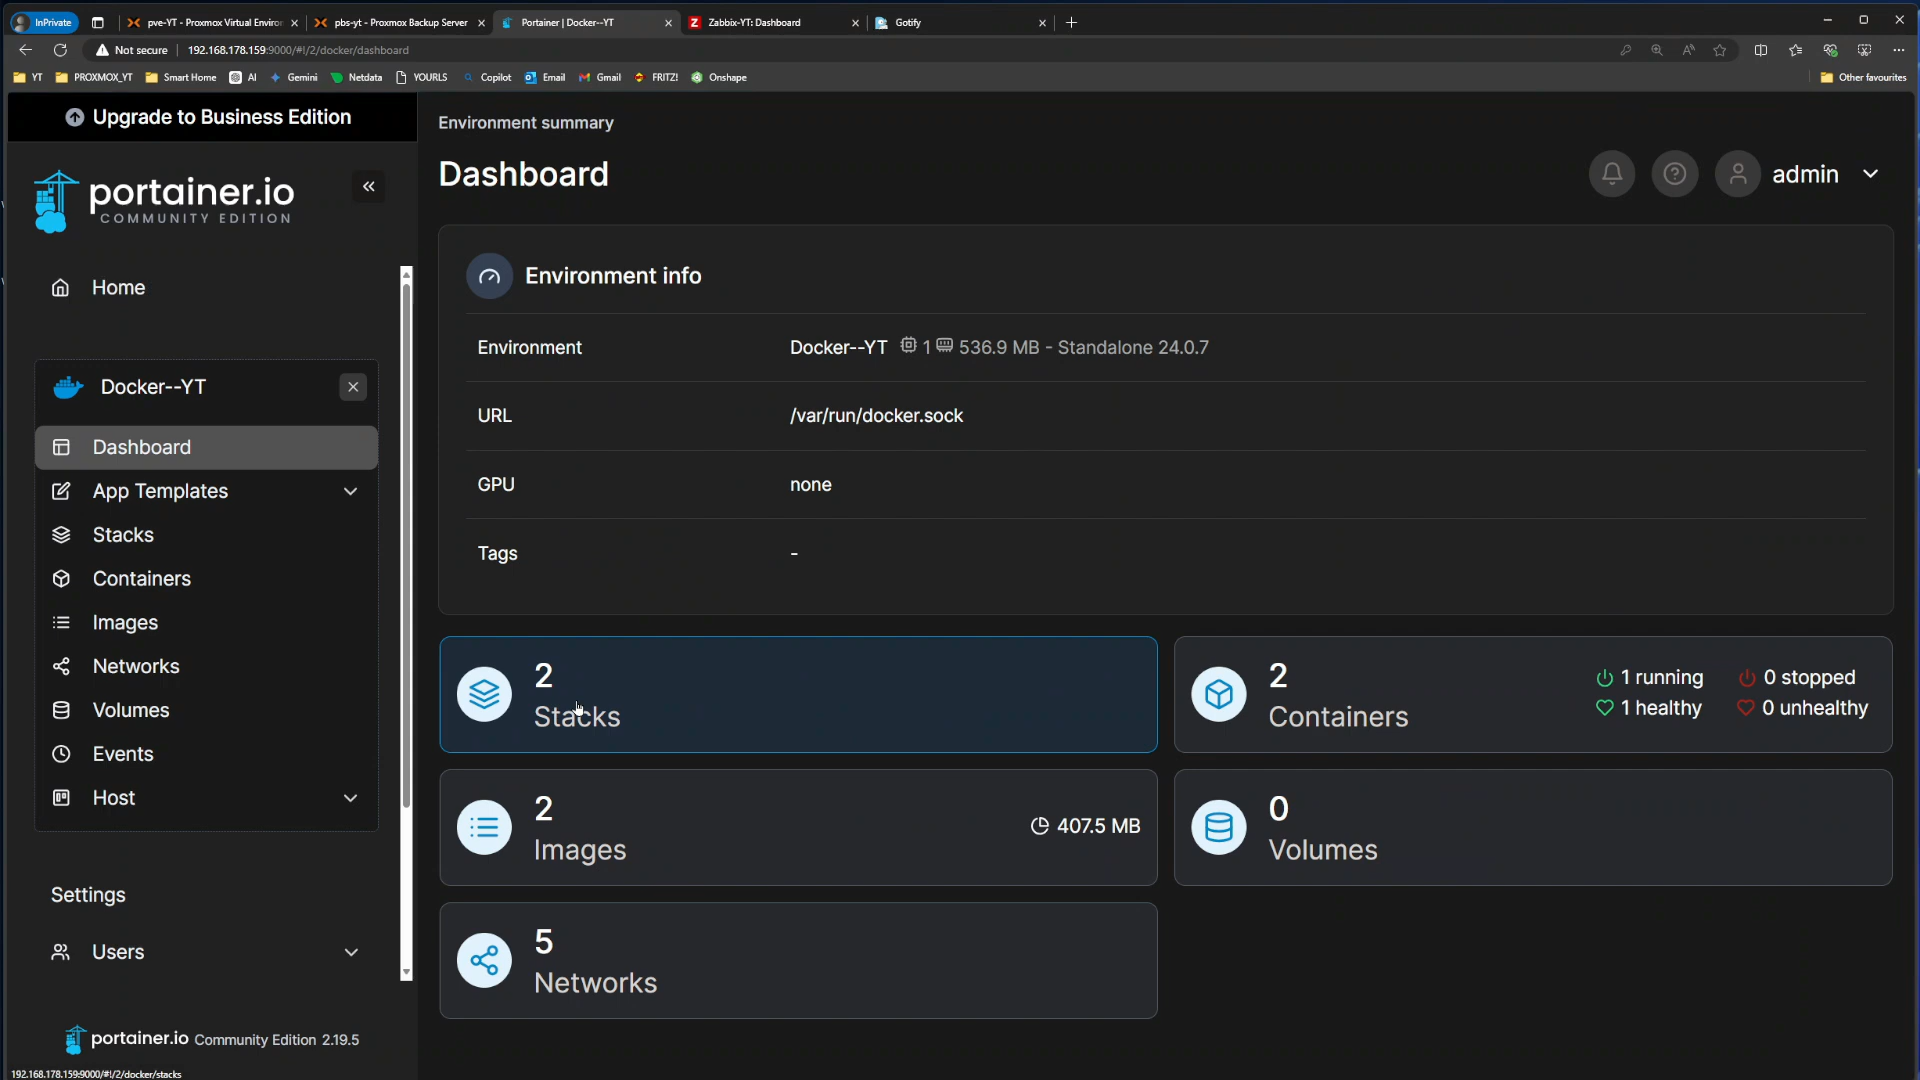 InPrivate
pve-YT - Proxmox Virtual Enviror
pbs-yt - Proxmox Backup Server
Portainer | Docker--YT
Zabbix-YT: Dashboard
Gotify
Not secure
192.168.178.159:9000/#!/2/docker/dashboard
YT
PROXMOX_YT
Smart Home
AI
Gemini
Netdata
YOURLS
Copilot
Email
Gmail
FRITZ!
Onshape
Other favourites
Upgrade to Business Edition
portainer.io
COMMUNITY EDITION
Home
Docker--YT
Dashboard
App Templates
Stacks
Containers
Images
Networks
Volumes
Events
Host
Settings
Users
portainer.io Community Edition 2.19.5
192.168.178.159:9000/#!/2/docker/stacks
Environment summary
Dashboard
admin
Environment info
Environment
Docker--YT 1 536.9 MB - Standalone 24.0.7
URL
/var/run/docker.sock
GPU
none
Tags
-
2
Stacks
2
Containers
1 running
0 stopped
1 healthy
0 unhealthy
2
Images
407.5 MB
0
Volumes
5
Networks